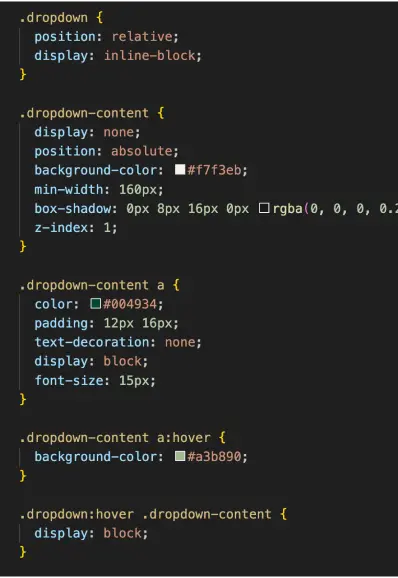 .dropdown {
position: relative;
display: inline-block;
}
.dropdown-content {
display: none;
position: absolute;
background-color: #f7f3eb;
min-width: 160px;
box-shadow: 0px 8px 16px 0px rgba(0, 0, 0, 0.2
z-index: 1;
}
.dropdown-content a {
color: #004934;
padding: 12px 16px;
text-decoration: none;
display: block;
font-size: 15px;
}
.dropdown-content a:hover {
background-color: #a3b890;
}
.dropdown:hover .dropdown-content {
display: block;
}